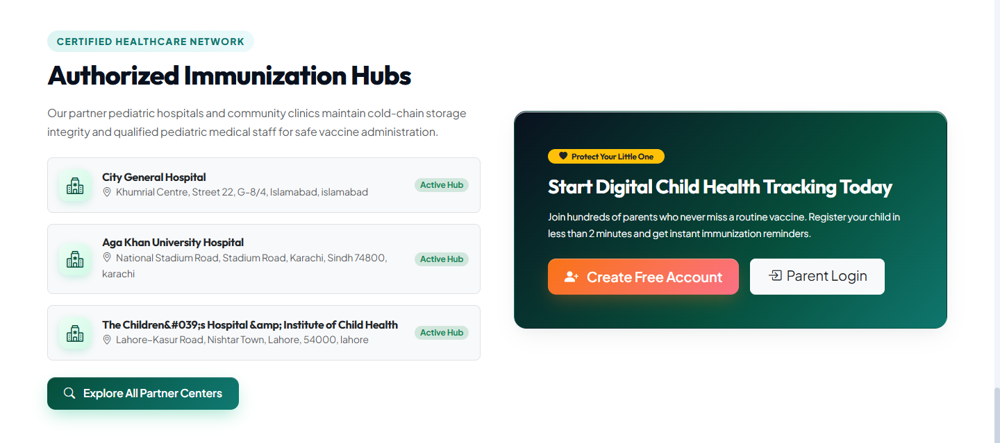 CERTIFIED HEALTHCARE NETWORK
Authorized Immunization Hubs
Our partner pediatric hospitals and community clinics maintain cold-chain storage
integrity and qualified pediatric medical staff for safe vaccine administration.
City General Hospital
Khumrial Centre, Street 22, G-8/4, Islamabad, islamabad
Active Hub
Aga Khan University Hospital
National Stadium Road, Stadium Road, Karachi, Sindh 74800,
karachi
Active Hub
The Children&#039;s Hospital &amp; Institute of Child Health
Lahore–Kasur Road, Nishtar Town, Lahore, 54000, lahore
Active Hub
Explore All Partner Centers
Protect Your Little One
Start Digital Child Health Tracking Today
Join hundreds of parents who never miss a routine vaccine. Register your child in
less than 2 minutes and get instant immunization reminders.
Create Free Account
Parent Login